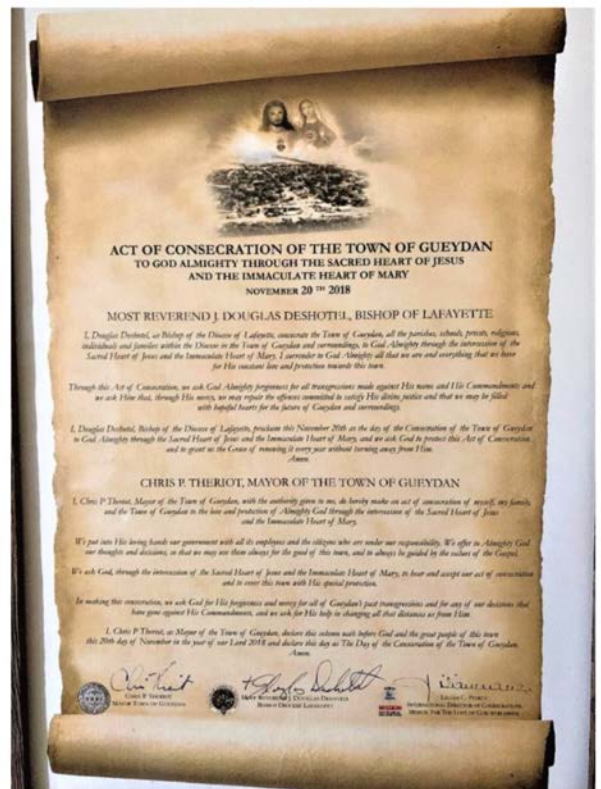 ACT OF CONSECRATION OF THE TOWN OF GUEYDAN
TO GOD ALMIGHTY THROUGH THE SACRED HEART OF JESUS
AND THE IMMACULATE HEART OF MARY
NOVEMBER 20 TH 2018
MOST REVEREND J. DOUGLAS DESHOTEL, BISHOP OF LAFAYETTE
I, Douglas Deshotel, as Bishop of the Diocese of Lafayette, consecrate the Town of Gueydan, all the parishes, schools, priests, religious,
individuals and families within the Diocese in the Town of Gueydan and surroundings, to God Almighty through the intercession of the
Sacred Heart of Jesus and the Immaculate Heart of Mary. I surrender to God Almighty all that we are and everything that we have
for His constant love and protection towards this town.
Through this Act of Consecration, we ask God Almighty forgiveness for all transgressions made against His name and His Commandments and
we ask Him that, through His mercy, we may repair the offenses committed to satisfy His divine justice and that we may be filled
with hopeful hearts for the future of Gueydan and surroundings.
I, Douglas Deshotel, Bishop of the Diocese of Lafayette, proclaim this November 20th as the day of the Consecration of the Town of Gueydan
to God Almighty through the Sacred Heart of Jesus and the Immaculate Heart of Mary, and we ask God to protect this Act of Consecration
and to grant us the Grace of renewing it every year without turning away from Him.
Amen.
CHRIS P. THERIOT, MAYOR OF THE TOWN OF GUEYDAN
I, Chris P Theriot, Mayor of the Town of Gueydan, with the authority given to me, do hereby make an act of consecration of myself, my family,
and the Town of Gueydan to the love and protection of Almighty God through the intercession of the Sacred Heart of Jesus
and the Immaculate Heart of Mary.
We put into His loving hands our government with all its employees and the citizens who are under our responsibility. We offer to Almighty God
our thoughts and decisions, so that we may use them always for the good of this town, and to always be guided by the values of the Gospel.
We ask God, through the intercession of the Sacred Heart of Jesus and the Immaculate Heart of Mary, to hear and accept our act of consecration
and to cover this town with His special protection.
In making this consecration, we ask God for His forgiveness and mercy for all of Gueydan's past transgressions and for any of our decisions that
have gone against His Commandments, and we ask for His help in changing all that distances us from Him.
I, Chris P Theriot, as Mayor of the Town of Gueydan, declare this solemn oath before God and the great people of this town
this 20th day of November in the year of our Lord 2018 and declare this day as The Day of the Consecration of the Town of Gueydan.
Amen.
CHRIS P. THERIOT
MAYOR TOWN OF GUEYDAN
MOST REVEREND J. DOUGLAS DESHOTEL
BISHOP DIOCESE LAFAYETTE
INTERNATIONAL DIRECTOR OF CONSECRATIONS,
MISSION FOR THE LOVE OF GOD WORLDWIDE